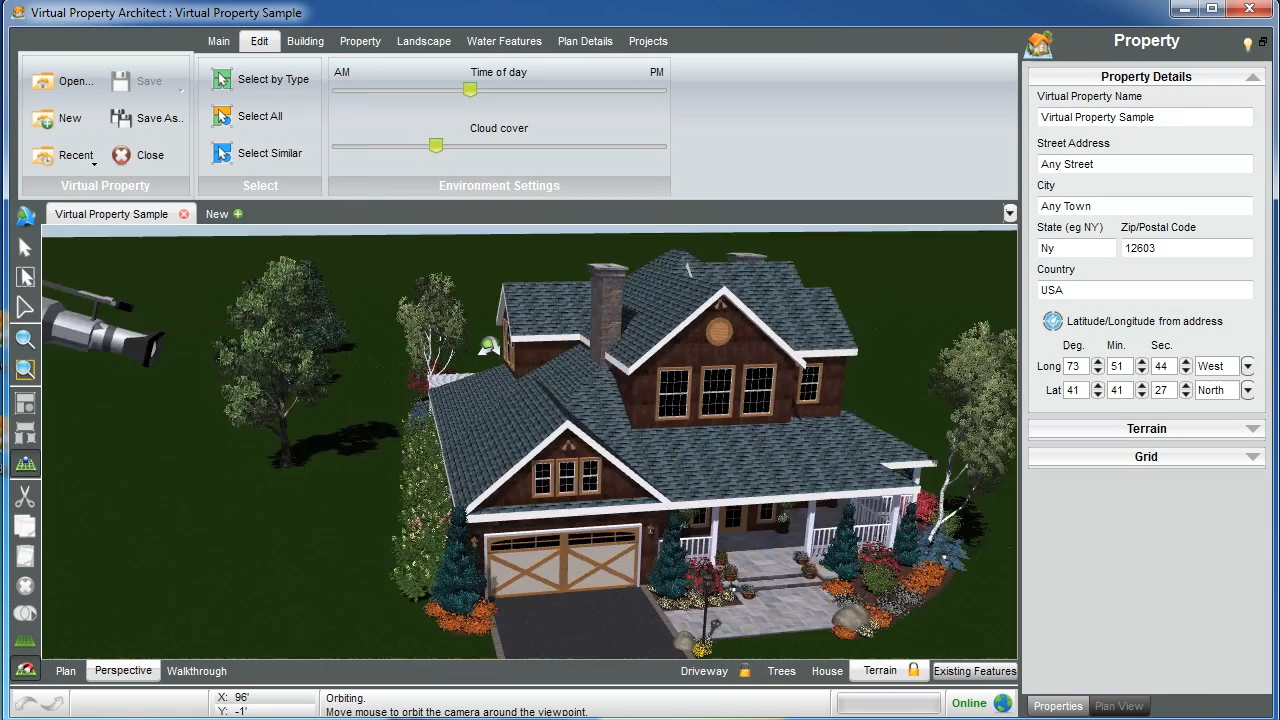 Virtual Property Architect : Virtual Property Sample
Main Edit Building Property Landscape Water Features Plan Details Projects
Open... Save
New Save As..
Recent Close
Virtual Property
Select by Type
Select All
Select Similar
Select
AM Time of day PM
Cloud cover
Environment Settings
Virtual Property Sample New
Property
Property Details
Virtual Property Name
Virtual Property Sample
Street Address
Any Street
City
Any Town
State (eg NY) Zip/Postal Code
Ny 12603
Country
USA
Latitude/Longitude from address
Deg. Min. Sec.
Long 73 51 44 West
Lat 41 41 27 North
Terrain
Grid
Plan Perspective Walkthrough Driveway Trees House Terrain Existing Features
X: 96'
Y: -1'
Orbiting.
Move mouse to orbit the camera around the viewpoint.
Online
Properties Plan View